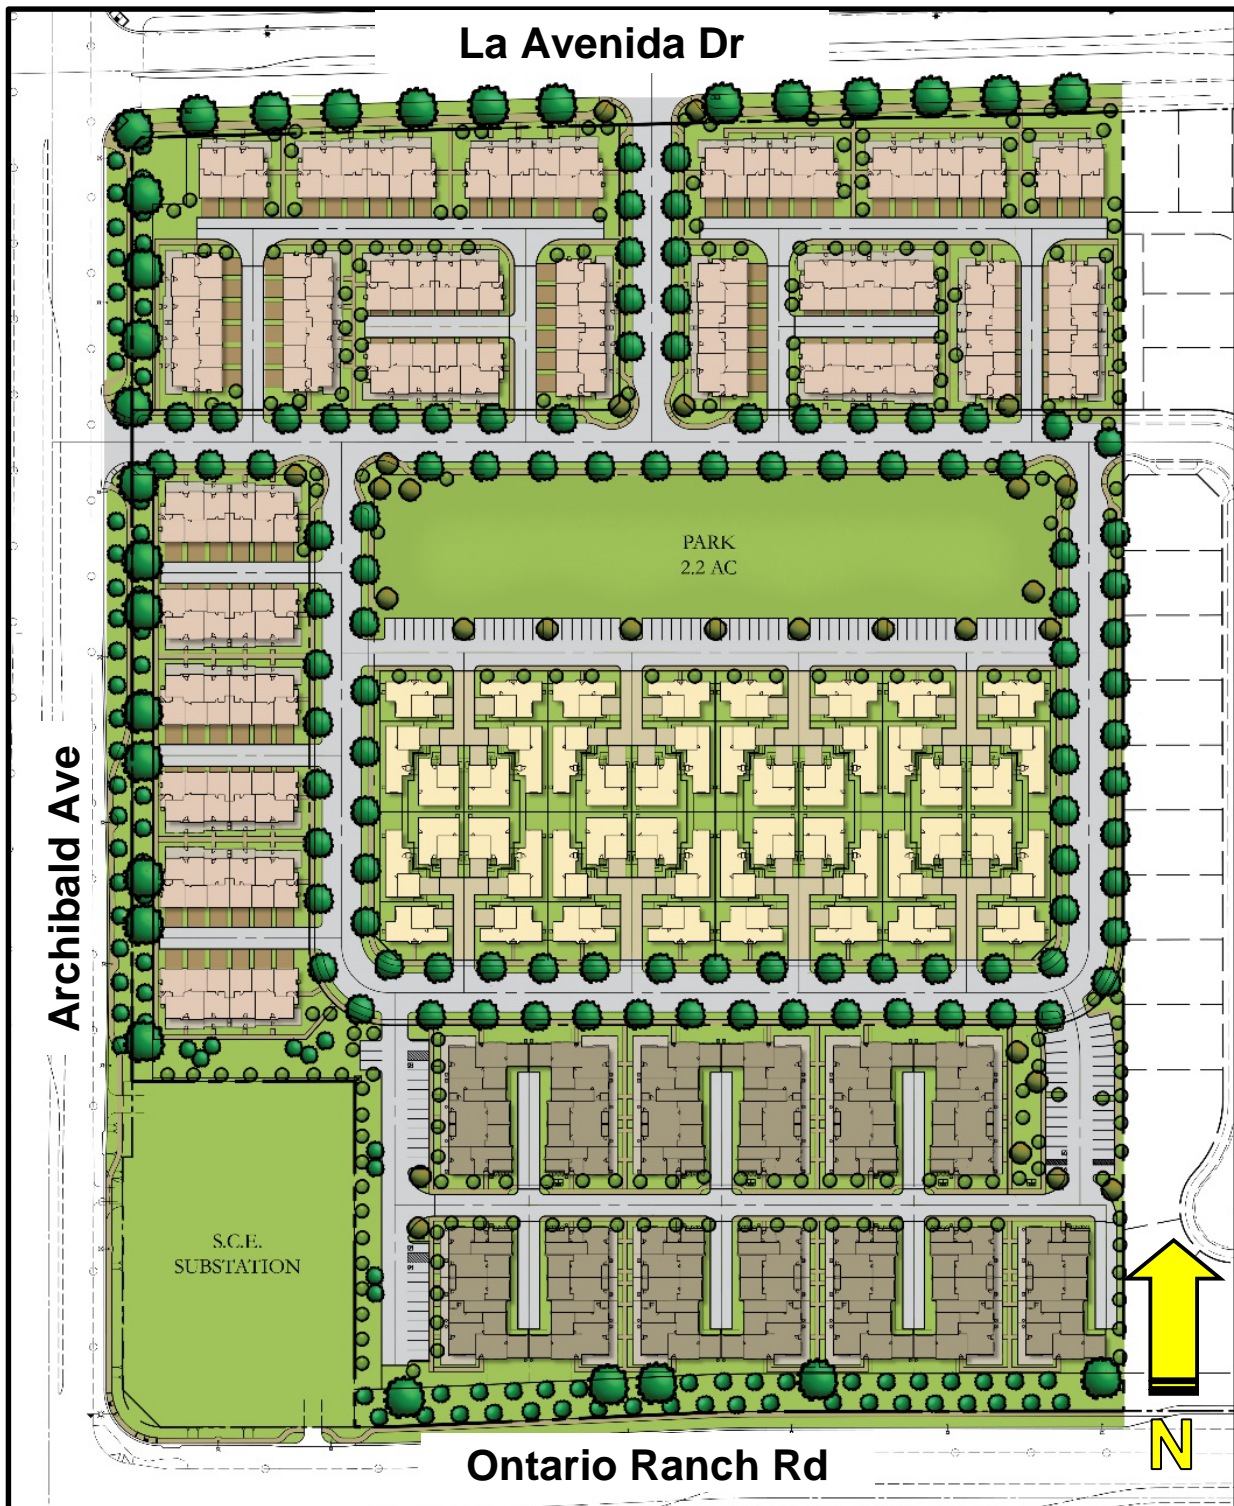 La Avenida Dr
PARK
2.2 AC
Archibald Ave
S.C.E.
SUBSTATION
N
Ontario Ranch Rd